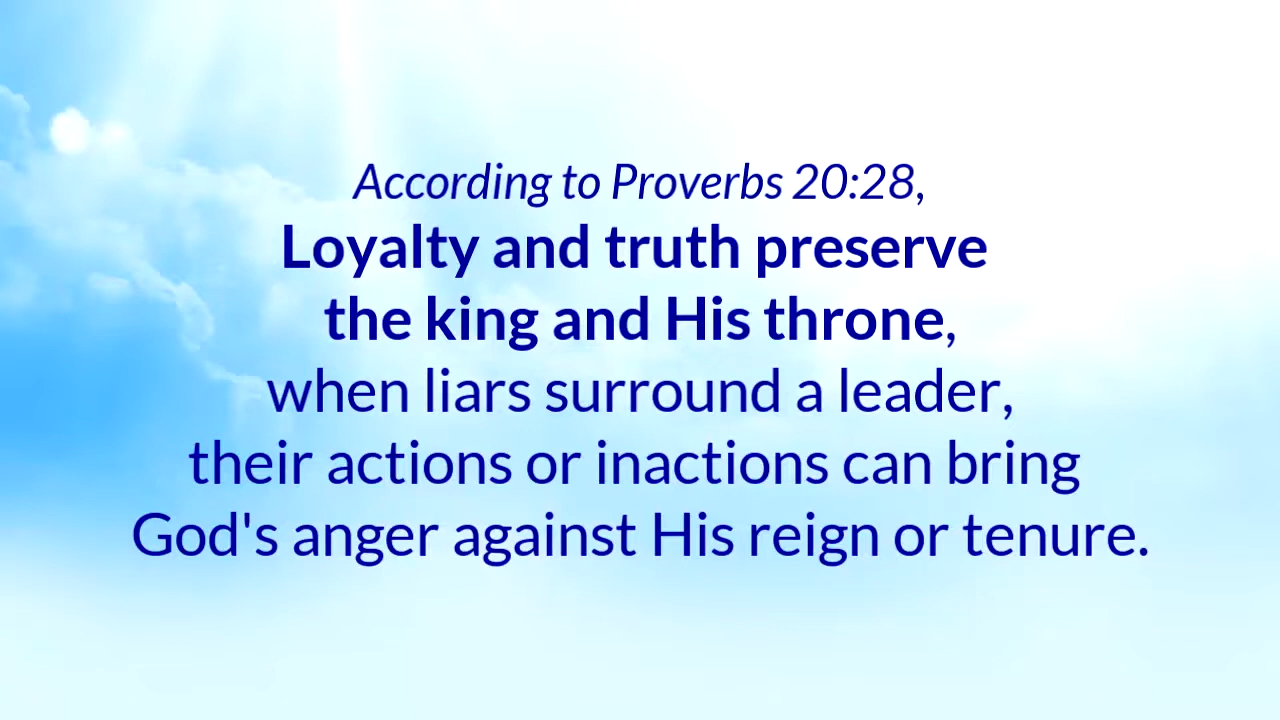 According to Proverbs 20:28,
Loyalty and truth preserve
the king and His throne,
when liars surround a leader,
their actions or inactions can bring
God's anger against His reign or tenure.